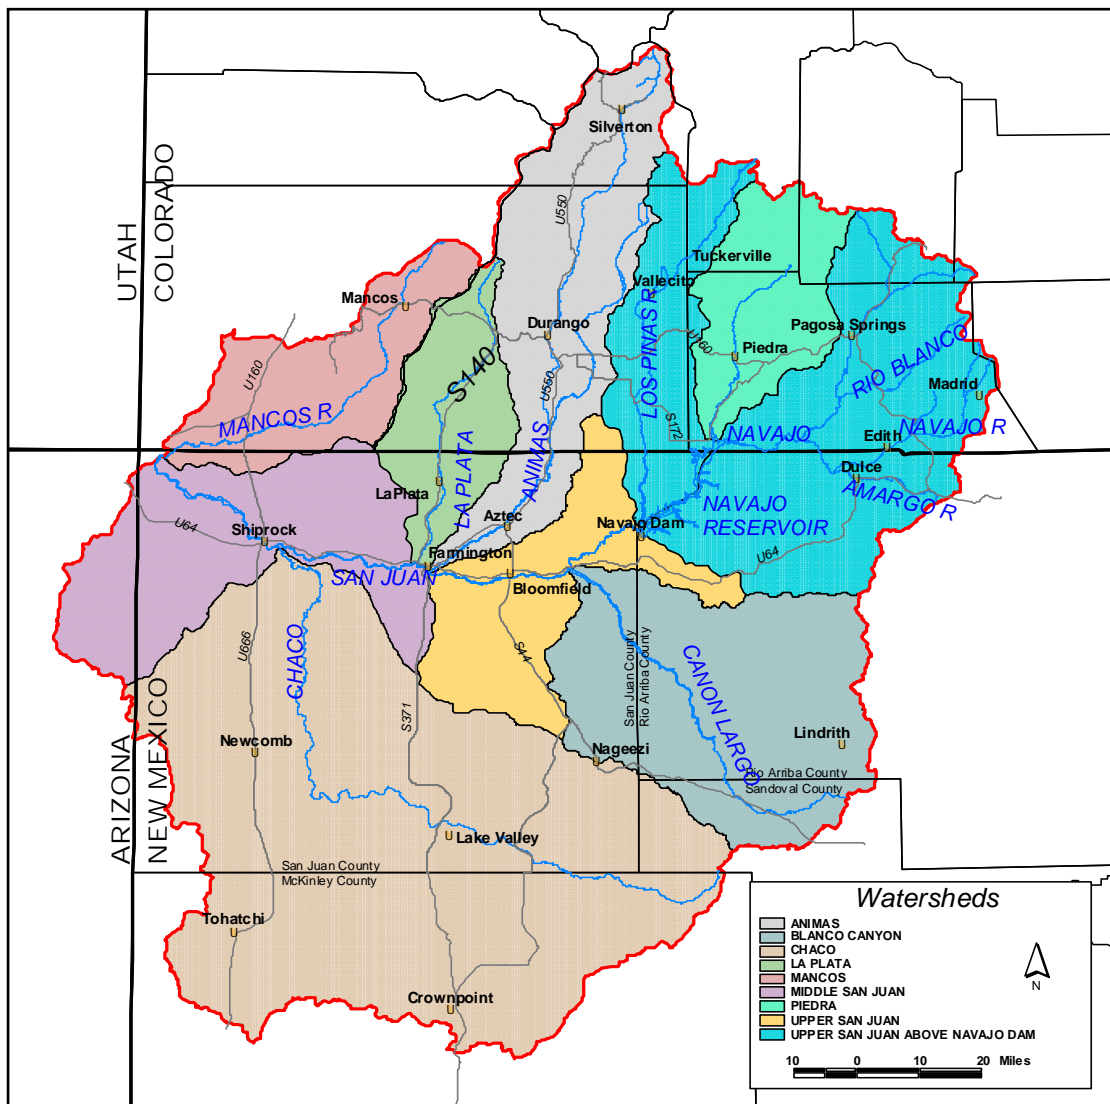 Silverton
UTAH
COLORADO
U550
Tuckerville
Vallecito
Mancos
LOS PINAS R
Durango
Pagosa Springs
U160
Piedra
RIO BLANCO
U160
S140
U550
Madrid
MANCOS R
S172
NAVAJO
NAVAJO R
Edith
ANIMAS
LA PLATA
La Plata
Dulce
AMARGO R
NAVAJO
RESERVOIR
Aztec
Navajo Dam
U64
Shiprock
Farmington
U64
SAN JUAN
Bloomfield
CHACO
U666
S44
San Juan County
Rio Arriba County
CANON LARGO
S371
ARIZONA
NEW MEXICO
Newcomb
Nageezi
Lindrith
Rio Arriba County
Sandoval County
Lake Valley
San Juan County
McKinley County
Tohatchi
Crownpoint
Watersheds
ANIMAS
BLANCO CANYON
CHACO
LA PLATA
MANCOS
MIDDLE SAN JUAN
PIEDRA
UPPER SAN JUAN
UPPER SAN JUAN ABOVE NAVAJO DAM
N
10 0 10 20 Miles